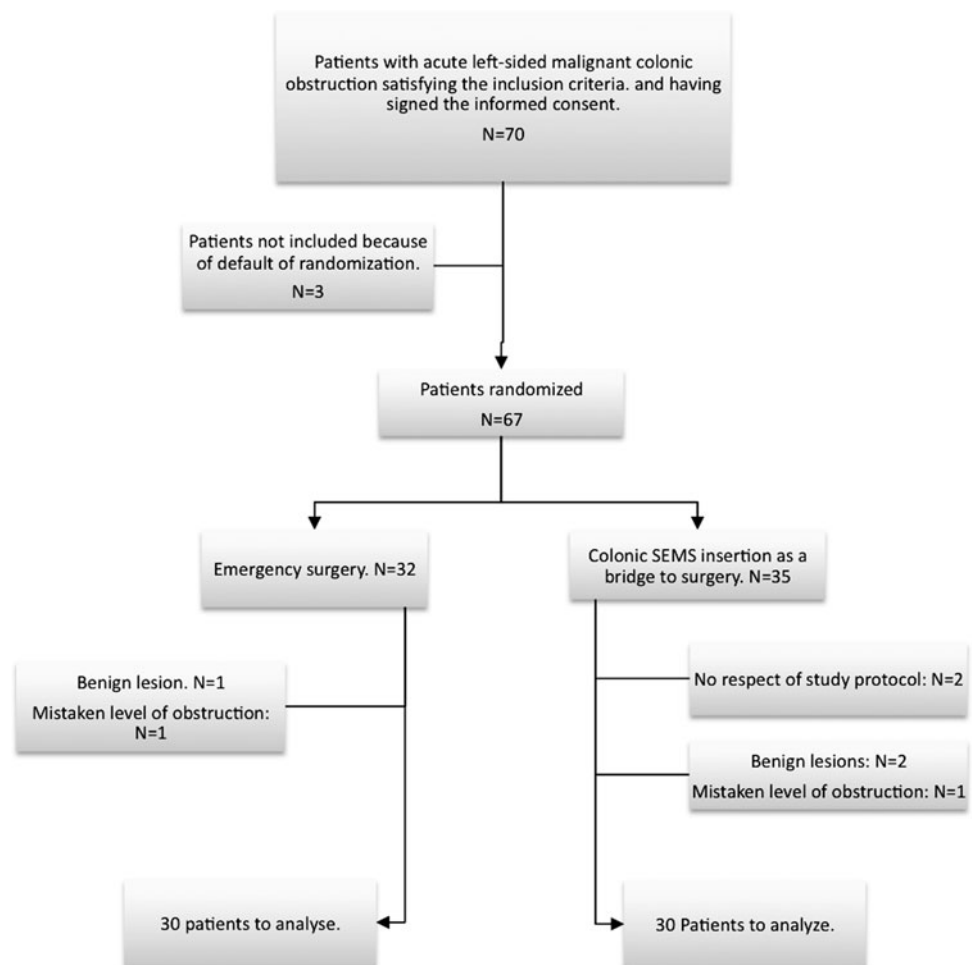 Patients with acute left-sided malignant colonic
obstruction satisfying the inclusion criteria. and having
signed the informed consent.
N=70
Patients not included because
of default of randomization.
N=3
Patients randomized
N=67
Emergency surgery. N=32
Colonic SEMS insertion as a
bridge to surgery. N=35
Benign lesion. N=1
Mistaken level of obstruction:
N=1
No respect of study protocol: N=2
Benign lesions: N=2
Mistaken level of obstruction: N=1
30 patients to analyse.
30 Patients to analyze.